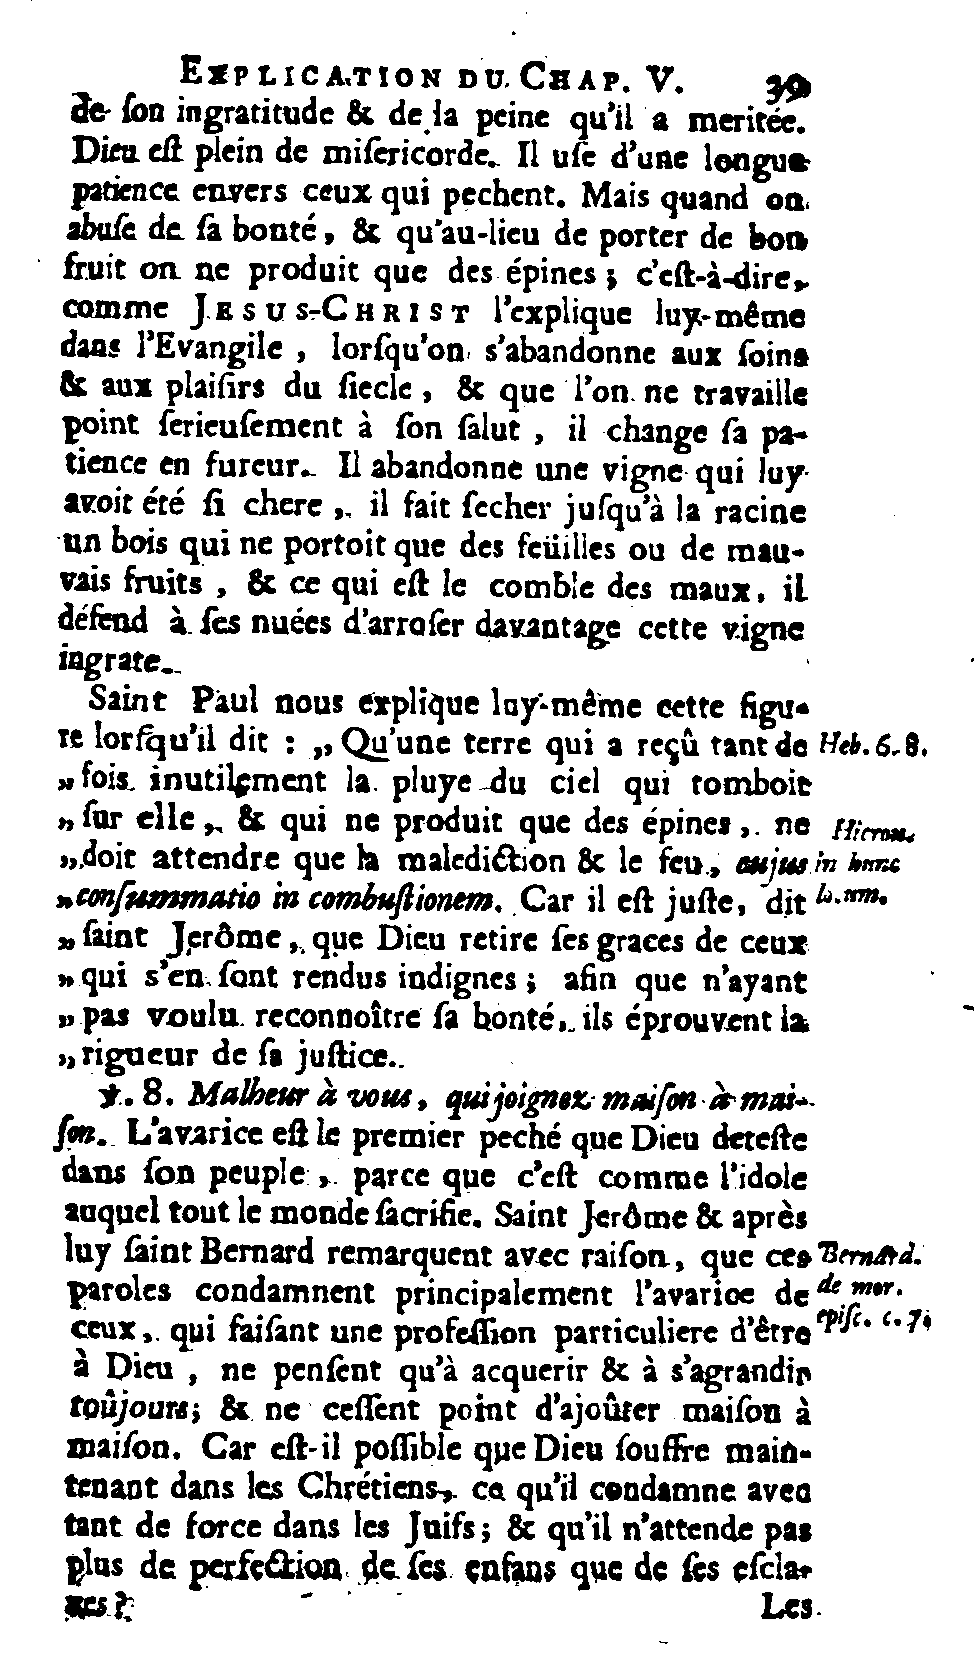 EXPLICATION DU CHAP. V. 39
de ſon ingratitude & de la peine qu'il a meritée.
Dieu eſt plein de miſericorde. Il uſe d'une longue
patience envers ceux qui pechent. Mais quand on
abuſe de ſa bonté, & qu'au-lieu de porter de bon
fruit on ne produit que des épines; c'eſt-à-dire,
comme JESUS-CHRIST l'explique luy-même
dans l'Evangile, lorſqu'on s'abandonne aux ſoins
& aux plaiſirs du ſiecle, & que l'on ne travaille
point ſerieuſement à ſon ſalut, il change ſa pa-
tience en fureur. Il abandonne une vigne qui luy
avoit été ſi chere, il fait ſecher juſqu'à la racine
un bois qui ne portoit que des feüilles ou de mau-
vais fruits, & ce qui eſt le comble des maux, il
défend à ſes nuées d'arroſer davantage cette vigne
ingrate.
Saint Paul nous explique luy-même cette figu-
re lorſqu'il dit : „ Qu'une terre qui a reçû tant de Heb. 6. 8.
„ fois inutilement la pluye du ciel qui tomboit
„ ſur elle, & qui ne produit que des épines, ne Hieron.
„ doit attendre que la malediction & le feu, cujus in hunc
„ conſummatio in combuſtionem. Car il eſt juſte, dit lo.um.
„ ſaint Jerôme, que Dieu retire ſes graces de ceux
„ qui s'en ſont rendus indignes; afin que n'ayant
„ pas voulu reconnoître ſa bonté, ils éprouvent la
„ rigueur de ſa juſtice.
℣. 8. Malheur à vous, qui joignez maiſon à mai-
ſon. L'avarice eſt le premier peché que Dieu deteſte
dans ſon peuple, parce que c'eſt comme l'idole
auquel tout le monde ſacrifie. Saint Jerôme & après
luy ſaint Bernard remarquent avec raiſon, que ces Bernard.
paroles condamnent principalement l'avarice de de mor.
ceux, qui faiſant une profeſſion particuliere d'être epiſc. c. 7.
à Dieu, ne penſent qu'à acquerir & à s'agrandir
toûjours; & ne ceſſent point d'ajoûter maiſon à
maiſon. Car eſt-il poſſible que Dieu ſouffre main-
tenant dans les Chrétiens, ce qu'il condamne avec
tant de force dans les Juifs; & qu'il n'attende pas
plus de perfection de ſes enfans que de ſes eſcla-
ves?
Les